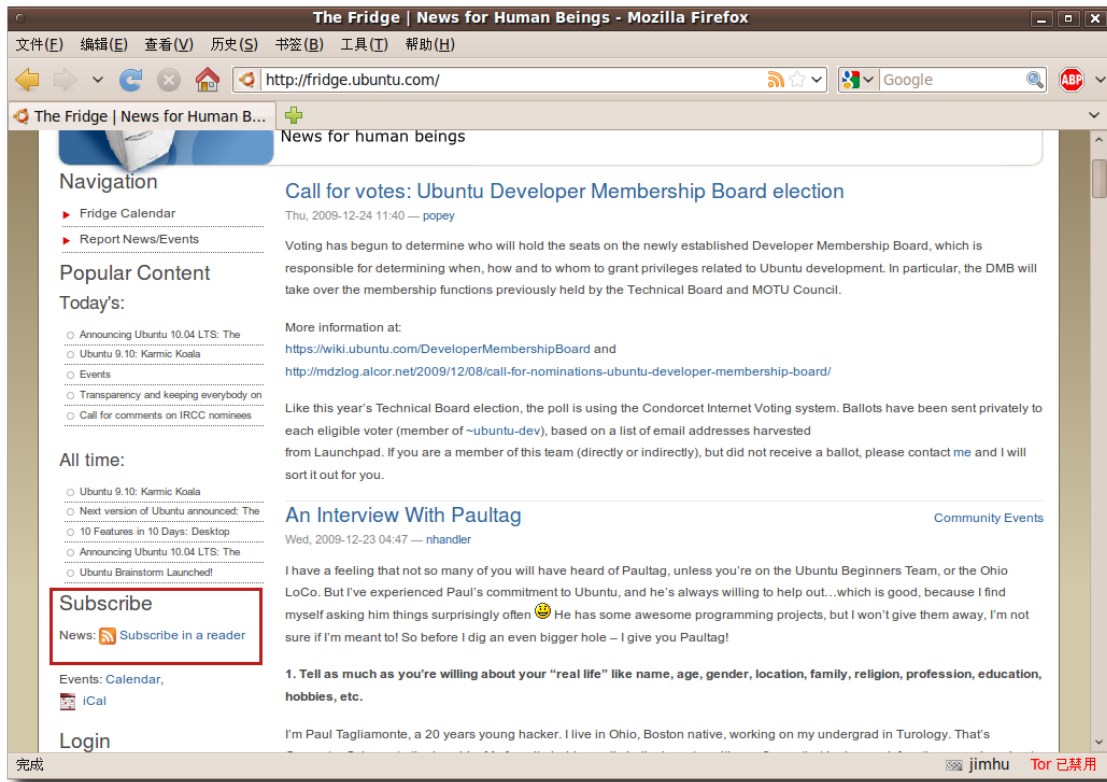 The Fridge | News for Human Beings - Mozilla Firefox
文件(F) 编辑(E) 查看(V) 历史(S) 书签(B) 工具(T) 帮助(H)
http://fridge.ubuntu.com/
Google
ABP
The Fridge | News for Human B...
News for human beings
Navigation
Fridge Calendar
Report News/Events
Popular Content
Today's:
Announcing Ubuntu 10.04 LTS: The
Ubuntu 9.10: Karmic Koala
Events
Transparency and keeping everybody on
Call for comments on IRCC nominees
All time:
Ubuntu 9.10: Karmic Koala
Next version of Ubuntu announced: The
10 Features in 10 Days: Desktop
Announcing Ubuntu 10.04 LTS: The
Ubuntu Brainstorm Launched!
Subscribe
News: Subscribe in a reader
Events: Calendar,
iCal
Login
Call for votes: Ubuntu Developer Membership Board election
Thu, 2009-12-24 11:40 — popey
Voting has begun to determine who will hold the seats on the newly established Developer Membership Board, which is
responsible for determining when, how and to whom to grant privileges related to Ubuntu development. In particular, the DMB will
take over the membership functions previously held by the Technical Board and MOTU Council.
More information at:
https://wiki.ubuntu.com/DeveloperMembershipBoard and
http://mdzlog.alcor.net/2009/12/08/call-for-nominations-ubuntu-developer-membership-board/
Like this year's Technical Board election, the poll is using the Condorcet Internet Voting system. Ballots have been sent privately to
each eligible voter (member of ~ubuntu-dev), based on a list of email addresses harvested
from Launchpad. If you are a member of this team (directly or indirectly), but did not receive a ballot, please contact me and I will
sort it out for you.
An Interview With Paultag
Community Events
Wed, 2009-12-23 04:47 — nhandler
I have a feeling that not so many of you will have heard of Paultag, unless you're on the Ubuntu Beginners Team, or the Ohio
LoCo. But I've experienced Paul's commitment to Ubuntu, and he's always willing to help out…which is good, because I find
myself asking him things surprisingly often He has some awesome programming projects, but I won't give them away, I'm not
sure if I'm meant to! So before I dig an even bigger hole – I give you Paultag!
1. Tell as much as you're willing about your “real life” like name, age, gender, location, family, religion, profession, education,
hobbies, etc.
I'm Paul Tagliamonte, a 20 years young hacker. I live in Ohio, Boston native, working on my undergrad in Turology. That's
完成
jimhu
Tor 已禁用